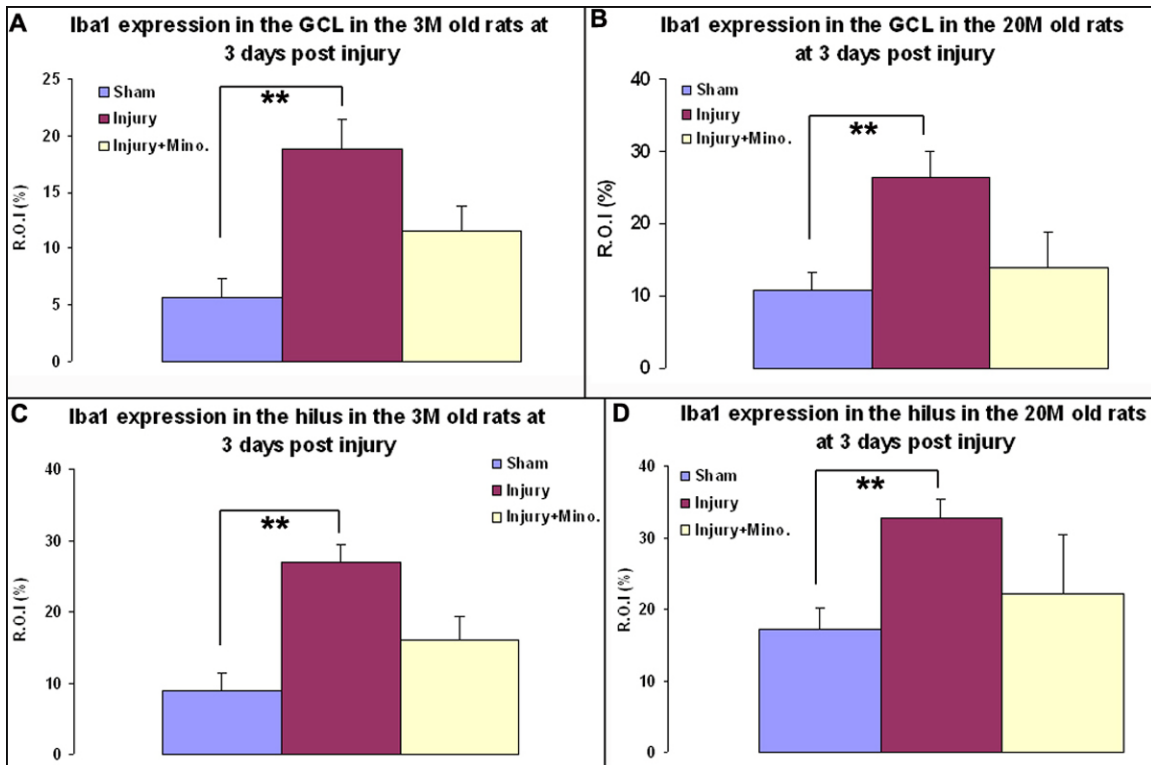 A
Iba1 expression in the GCL in the 3M old rats at
3 days post injury
25
20
15
10
5
0
R.O.I (%)
Sham
Injury
Injury+Mino.
**
B
Iba1 expression in the GCL in the 20M old rats
at 3 days post injury
40
30
20
10
0
R.O.I (%)
Sham
Injury
Injury+Mino.
**
C
Iba1 expression in the hilus in the 3M old rats at
3 days post injury
40
30
20
10
0
R.O.I (%)
Sham
Injury
Injury+Mino.
**
D
Iba1 expression in the hilus in the 20M old rats
at 3 days post injury
40
30
20
10
0
R.O.I (%)
Sham
Injury
Injury+Mino.
**